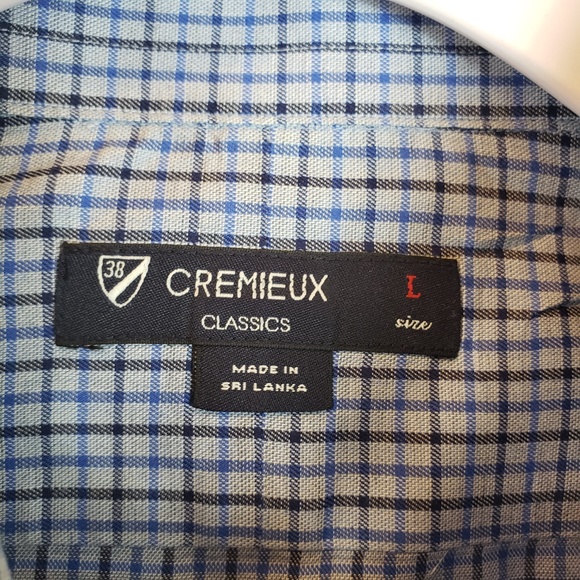 38 CREMIEUX L
CLASSICS size
MADE IN
SRI LANKA